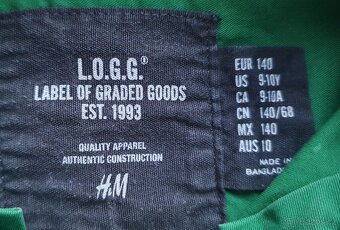 L.O.G.G.®
LABEL OF GRADED GOODS
EST. 1993
QUALITY APPAREL
AUTHENTIC CONSTRUCTION
H&M
EUR 140
US 9-10Y
CA 9-10A
CN 140/68
MX 140
AUS 10
MADE IN
BANGLADE